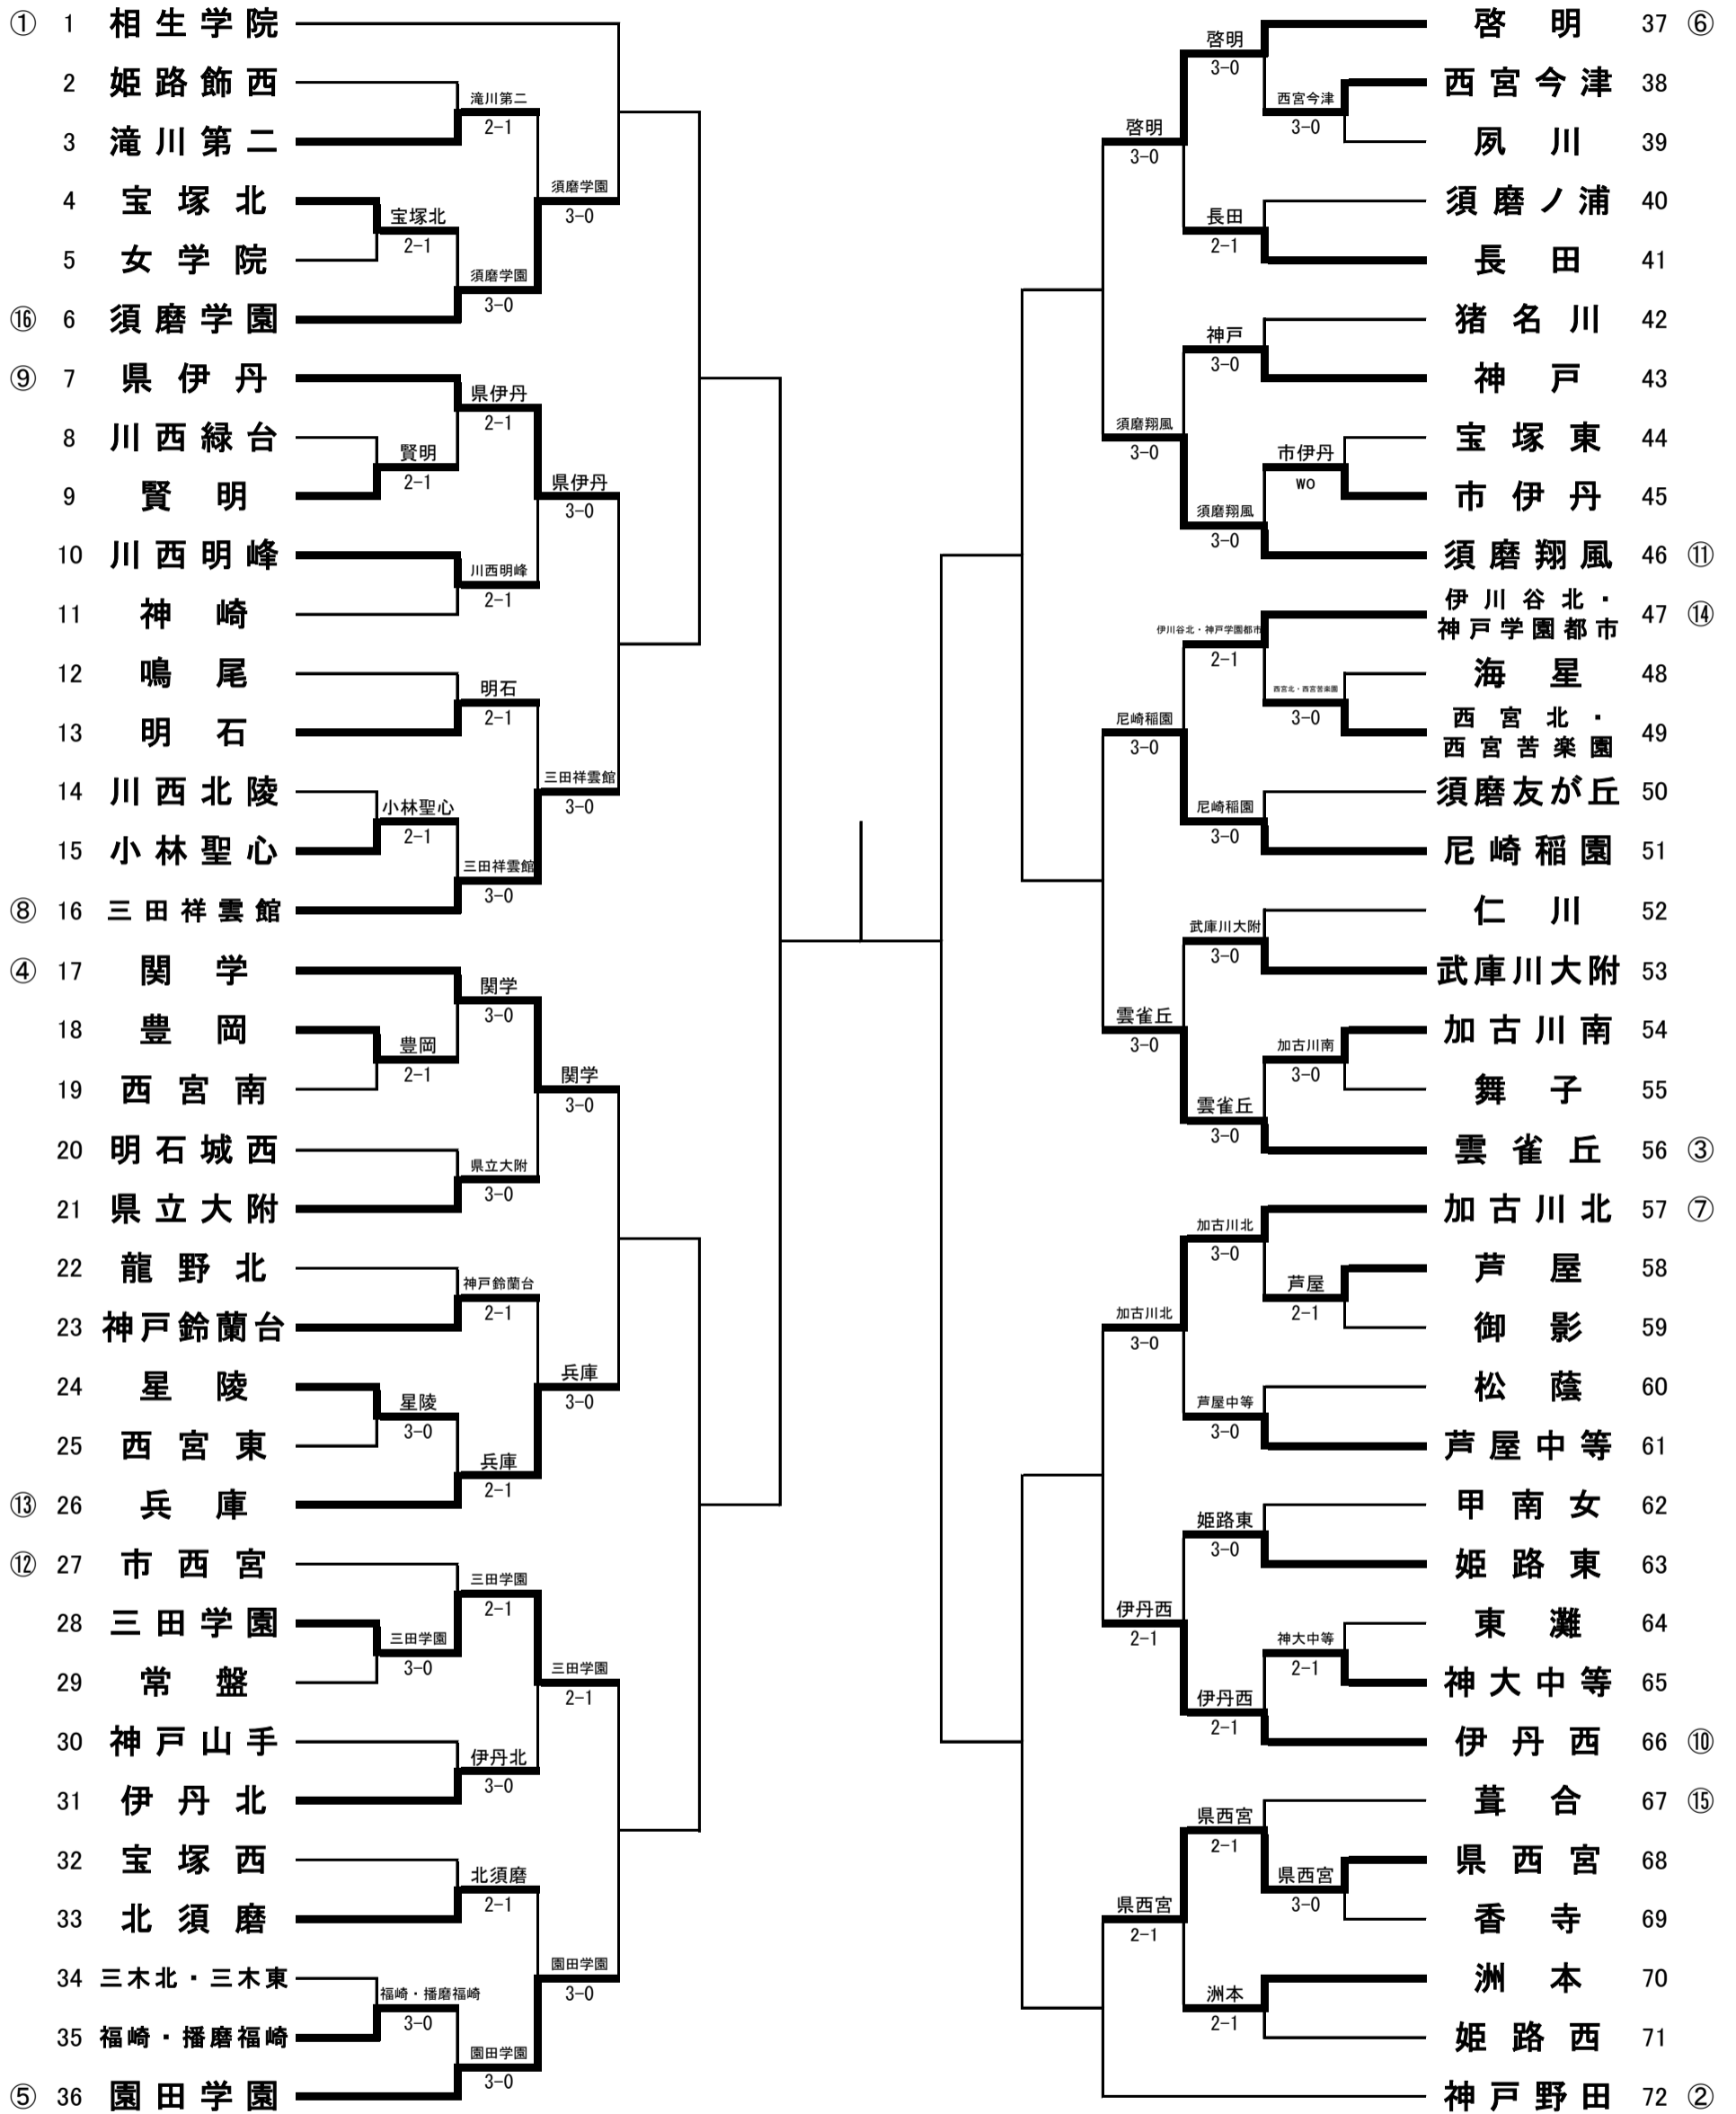 ① 1 相生学院
2 姫路飾西
滝川第二
2-1
3 滝川第二
4 宝塚北
須磨学園
3-0
宝塚北
2-1
5 女学院
須磨学園
3-0
⑯ 6 須磨学園
⑨ 7 県伊丹
県伊丹
2-1
8 川西緑台
賢明
2-1
9 賢明
県伊丹
3-0
10 川西明峰
川西明峰
2-1
11 神崎
12 鳴尾
明石
2-1
13 明石
14 川西北陵
三田祥雲館
3-0
小林聖心
2-1
15 小林聖心
三田祥雲館
3-0
⑧ 16 三田祥雲館
④ 17 関学
関学
3-0
18 豊岡
豊岡
2-1
19 西宮南
関学
3-0
20 明石城西
県立大附
3-0
21 県立大附
22 龍野北
神戸鈴蘭台
2-1
23 神戸鈴蘭台
24 星陵
兵庫
3-0
星陵
3-0
25 西宮東
兵庫
2-1
⑬ 26 兵庫
⑫ 27 市西宮
三田学園
2-1
28 三田学園
三田学園
3-0
29 常盤
三田学園
2-1
30 神戸山手
伊丹北
3-0
31 伊丹北
32 宝塚西
北須磨
2-1
33 北須磨
34 三木北・三木東
園田学園
3-0
福崎・播磨福崎
3-0
35 福崎・播磨福崎
園田学園
3-0
⑤ 36 園田学園
啓明 37 ⑥
啓明
3-0
西宮今津 38
西宮今津
3-0
啓明
3-0
夙川 39
須磨ノ浦 40
長田
2-1
長田 41
猪名川 42
神戸
3-0
神戸 43
須磨翔風
3-0
宝塚東 44
市伊丹
WO
市伊丹 45
須磨翔風
3-0
須磨翔風 46 ⑪
伊川谷北・
神戸学園都市 47 ⑭
伊川谷北・神戸学園都市
2-1
海星 48
西宮北・西宮苦楽園
3-0
尼崎稲園
3-0
西宮北・
西宮苦楽園 49
須磨友が丘 50
尼崎稲園
3-0
尼崎稲園 51
仁川 52
武庫川大附
3-0
武庫川大附 53
雲雀丘
3-0
加古川南 54
加古川南
3-0
舞子 55
雲雀丘
3-0
雲雀丘 56 ③
加古川北 57 ⑦
加古川北
3-0
芦屋 58
芦屋
2-1
加古川北
3-0
御影 59
松蔭 60
芦屋中等
3-0
芦屋中等 61
甲南女 62
姫路東
3-0
姫路東 63
伊丹西
2-1
東灘 64
神大中等
2-1
神大中等 65
伊丹西
2-1
伊丹西 66 ⑩
葺合 67 ⑮
県西宮
2-1
県西宮 68
県西宮
3-0
県西宮
2-1
香寺 69
洲本 70
洲本
2-1
姫路西 71
神戸野田 72 ②